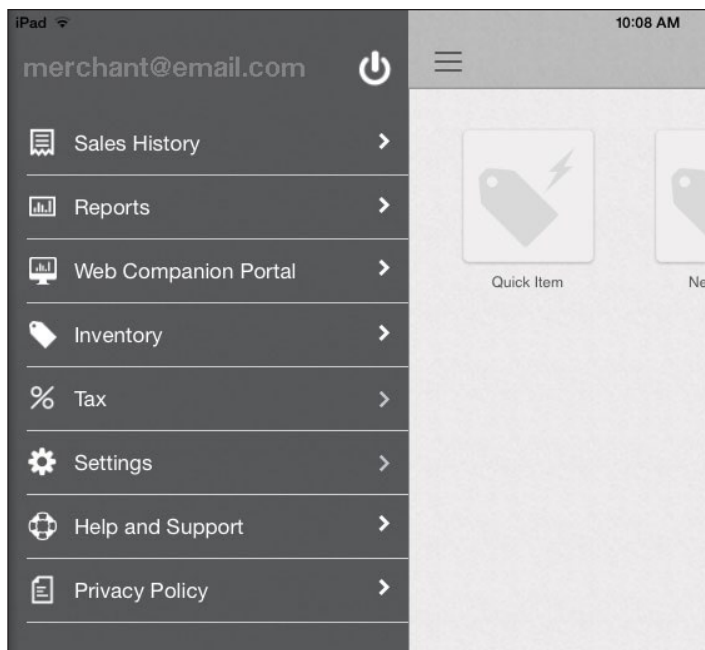 iPad
10:08 AM
merchant@email.com
Sales History
Reports
Web Companion Portal
Inventory
% Tax
Settings
Help and Support
Privacy Policy
Quick Item
Ne